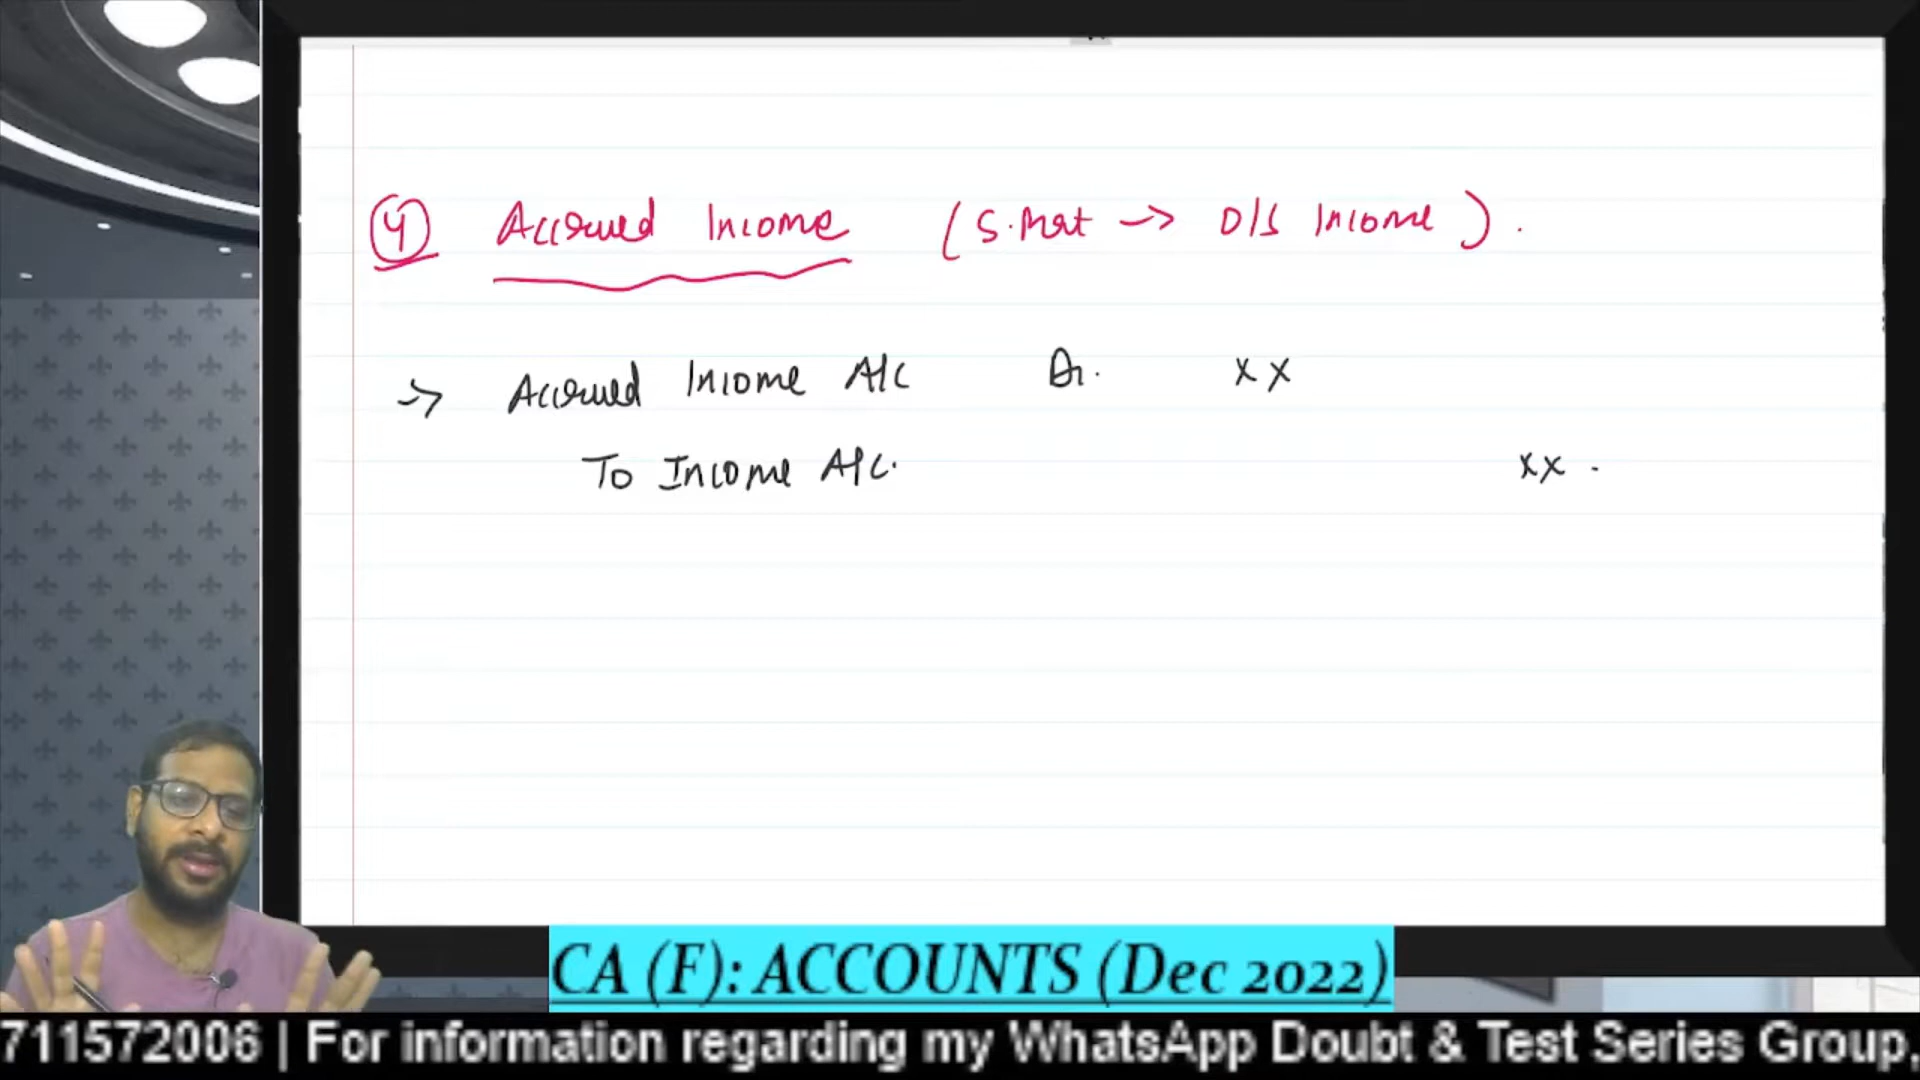 ④ Accrued Income (S.Mat → O/S Income).
→ Accrued Income A/c Dr. xx
To Income A/c. xx.
CA (F): ACCOUNTS (Dec 2022)
711572006 | For information regarding my WhatsApp Doubt & Test Series Group,